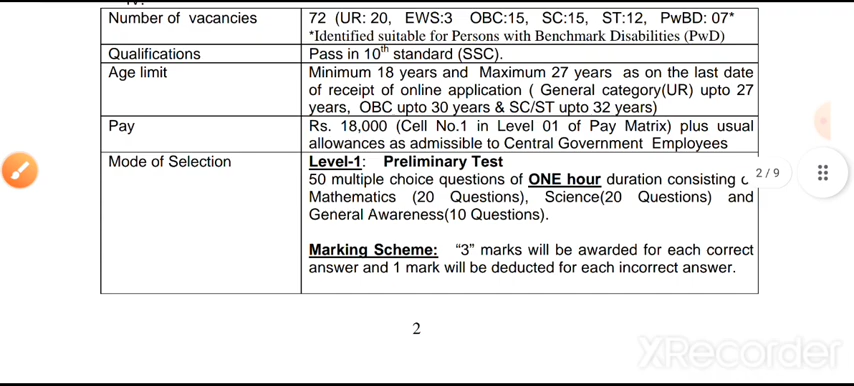 Number of vacancies
72 (UR: 20, EWS:3 OBC:15, SC:15, ST:12, PwBD: 07*
*Identified suitable for Persons with Benchmark Disabilities (PwD)
Qualifications
Pass in 10th standard (SSC).
Age limit
Minimum 18 years and Maximum 27 years as on the last date
of receipt of online application ( General category(UR) upto 27
years, OBC upto 30 years & SC/ST upto 32 years)
Pay
Rs. 18,000 (Cell No.1 in Level 01 of Pay Matrix) plus usual
allowances as admissible to Central Government Employees
Mode of Selection
Level-1: Preliminary Test
50 multiple choice questions of ONE hour duration consisting
Mathematics (20 Questions), Science(20 Questions) and
General Awareness(10 Questions).
Marking Scheme: "3" marks will be awarded for each correct
answer and 1 mark will be deducted for each incorrect answer.
2
2 / 9
XRecorder